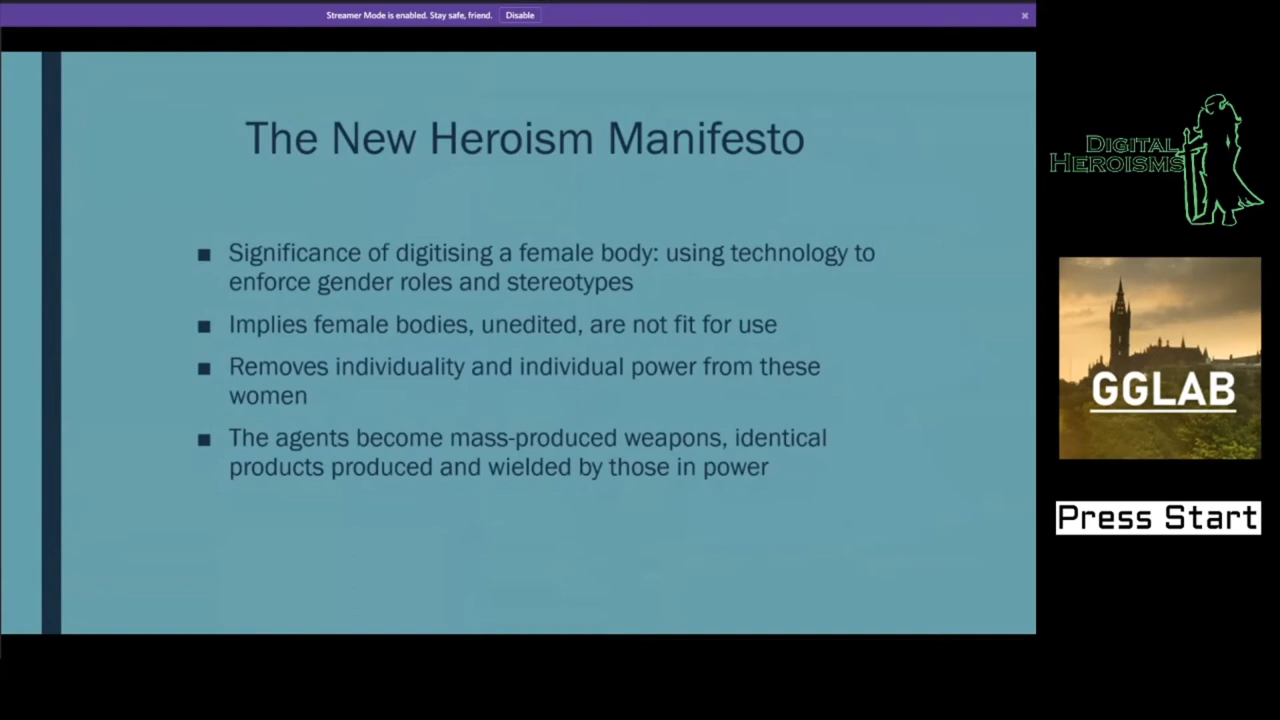 Streamer Mode is enabled. Stay safe, friend. Disable
The New Heroism Manifesto
■ Significance of digitising a female body: using technology to
enforce gender roles and stereotypes
■ Implies female bodies, unedited, are not fit for use
■ Removes individuality and individual power from these
women
■ The agents become mass-produced weapons, identical
products produced and wielded by those in power
DIGITAL
HEROISMS
GGLAB
Press Start